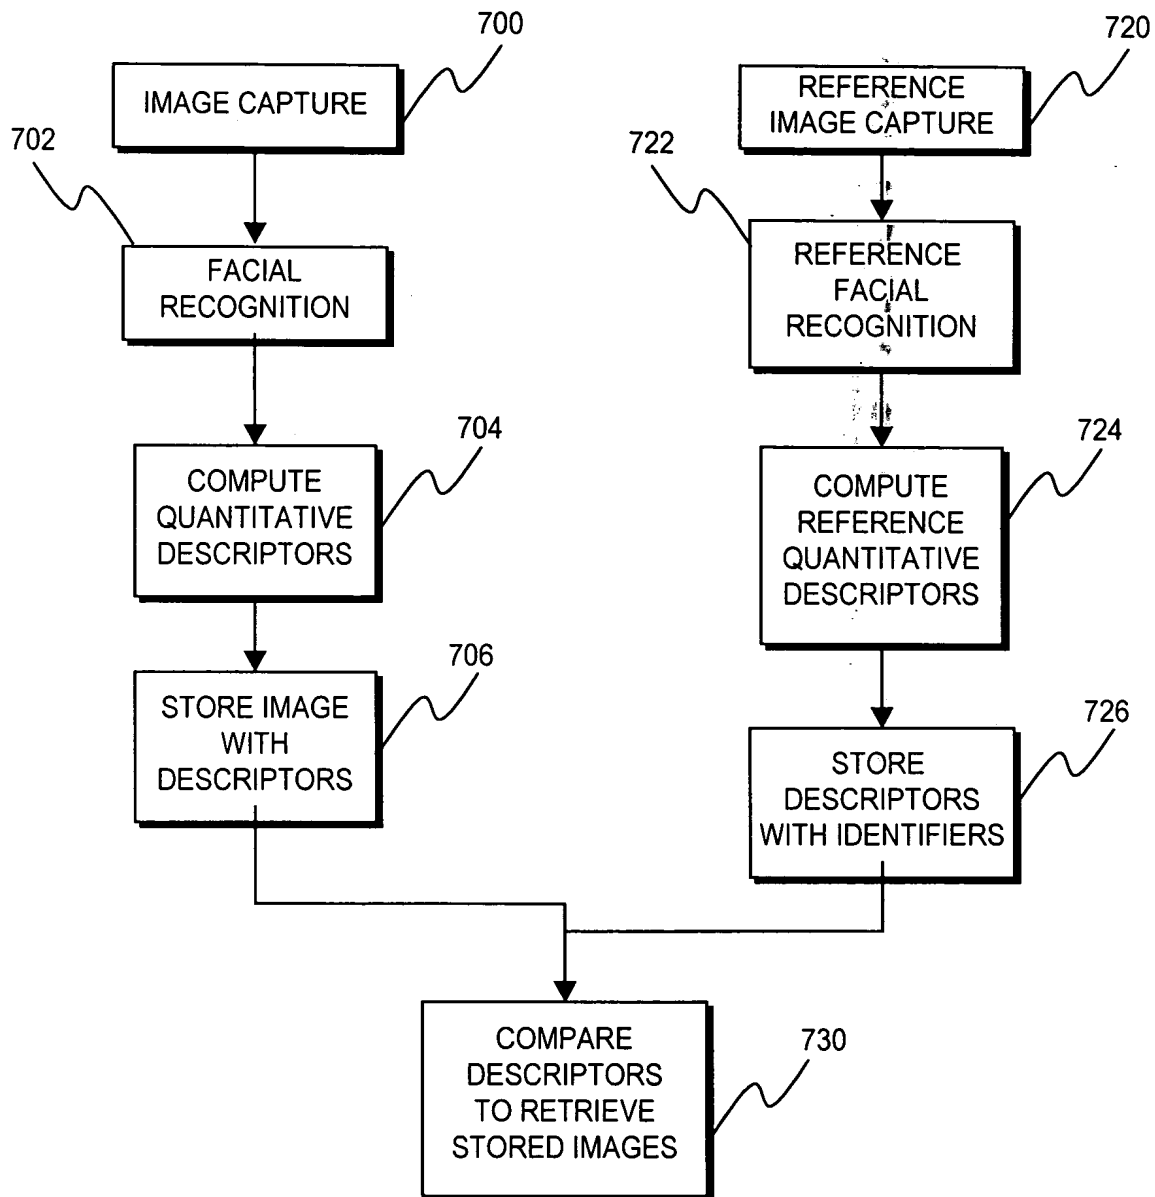 700
IMAGE CAPTURE
702
FACIAL
RECOGNITION
704
COMPUTE
QUANTITATIVE
DESCRIPTORS
706
STORE IMAGE
WITH
DESCRIPTORS
720
REFERENCE
IMAGE CAPTURE
722
REFERENCE
FACIAL
RECOGNITION
724
COMPUTE
REFERENCE
QUANTITATIVE
DESCRIPTORS
726
STORE
DESCRIPTORS
WITH IDENTIFIERS
730
COMPARE
DESCRIPTORS
TO RETRIEVE
STORED IMAGES